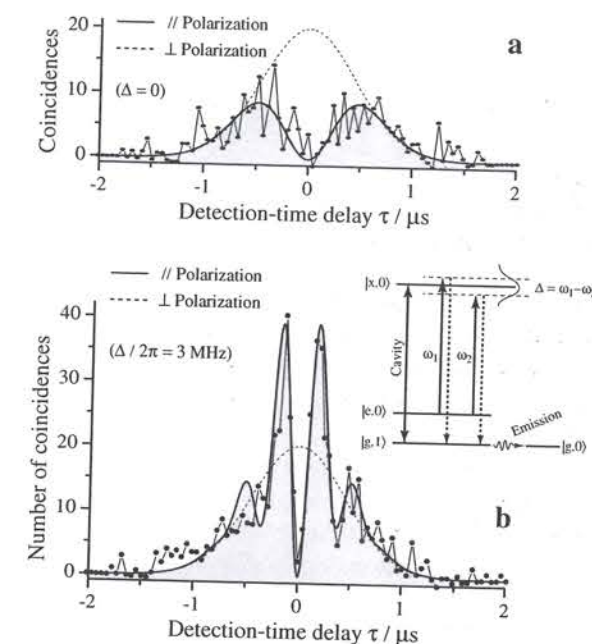 a
// Polarization
⊥ Polarization
(Δ = 0)
Coincidences
20
10
0
-2
-1
0
1
2
Detection-time delay τ / μs
b
// Polarization
⊥ Polarization
(Δ / 2π = 3 MHz)
Number of coincidences
40
30
20
10
0
-2
-1
0
1
2
Detection-time delay τ / μs
|x,0⟩
Δ = ω₁–ω
Cavity
ω₁
ω₂
|e,0⟩
|g,1⟩
Emission
|g,0⟩